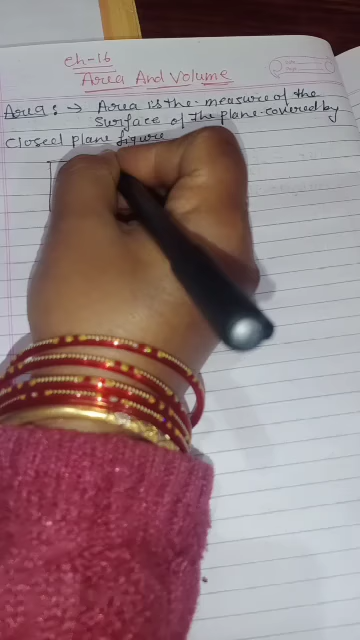 ch-16
Area And Volume
Area: → Area is the measure of the
surface of the plane covered by
closed plane figure